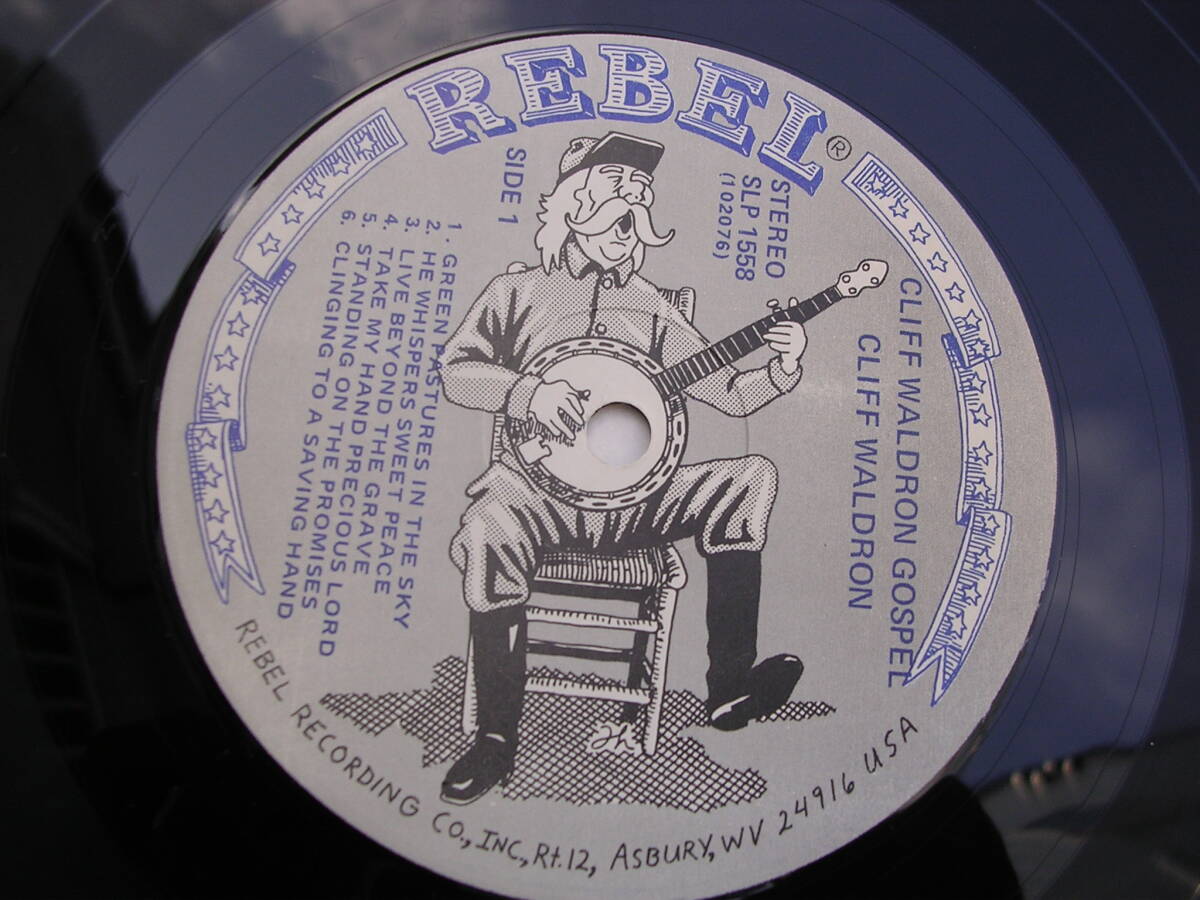 REBEL®
SIDE 1
STEREO
SLP 1558
(102076)
CLIFF WALDRON GOSPEL
CLIFF WALDRON
1. GREEN PASTURES IN THE SKY
2. HE WHISPERS SWEET PEACE
3. LIVE BEYOND THE GRAVE
4. TAKE MY HAND PRECIOUS LORD
5. STANDING ON THE PROMISES
6. CLINGING TO A SAVING HAND
REBEL RECORDING CO., INC, Rt. 12, ASBURY, WV 24916 USA